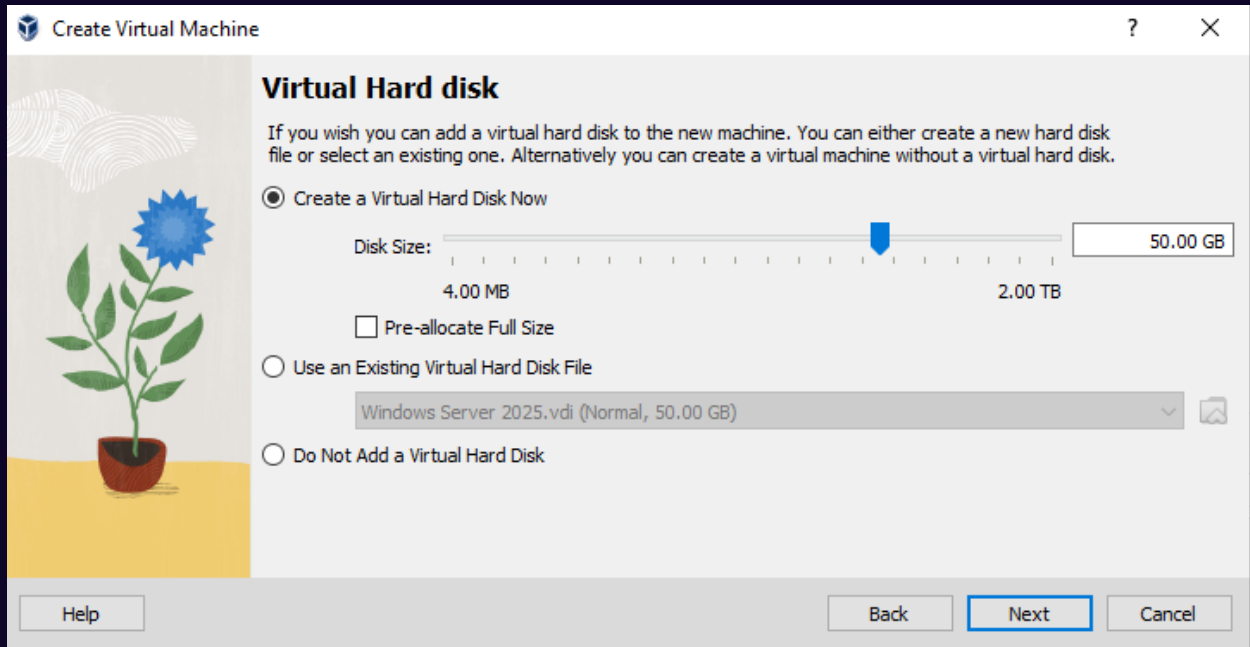 Create Virtual Machine
?
Virtual Hard disk
If you wish you can add a virtual hard disk to the new machine. You can either create a new hard disk
file or select an existing one. Alternatively you can create a virtual machine without a virtual hard disk.
Create a Virtual Hard Disk Now
Disk Size:
50.00 GB
4.00 MB
2.00 TB
Pre-allocate Full Size
Use an Existing Virtual Hard Disk File
Windows Server 2025.vdi (Normal, 50.00 GB)
Do Not Add a Virtual Hard Disk
Help
Back
Next
Cancel